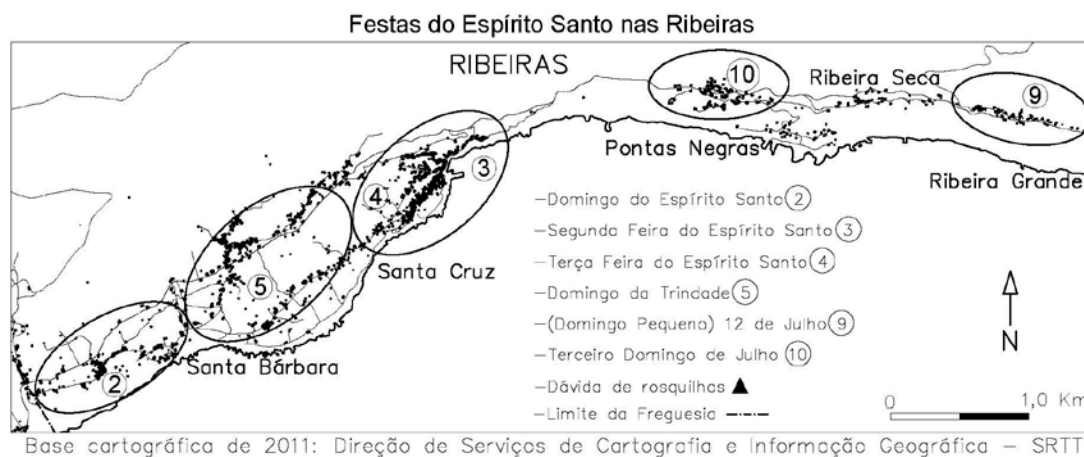 Festas do Espírito Santo nas Ribeiras
RIBEIRAS
10
Ribeira Seca
9
Pontas Negras
Ribeira Grande
3
4
Santa Cruz
5
Santa Bárbara
2
–Domingo do Espírito Santo 2
–Segunda Feira do Espírito Santo 3
–Terça Feira do Espírito Santo 4
–Domingo da Trindade 5
–(Domingo Pequeno) 12 de Julho 9
–Terceiro Domingo de Julho 10
–Dávida de rosquilhas
–Limite da Freguesia
N
0 1,0 Km
Base cartográfica de 2011: Direção de Serviços de Cartografia e Informação Geográfica – SRTT